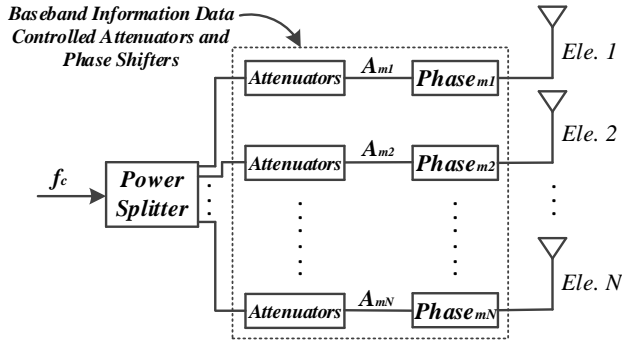 Baseband Information Data
Controlled Attenuators and
Phase Shifters
Attenuators
Am1
Phasem1
Ele. 1
Attenuators
Am2
Phasem2
Ele. 2
fc
Power
Splitter
Attenuators
AmN
PhasemN
Ele. N